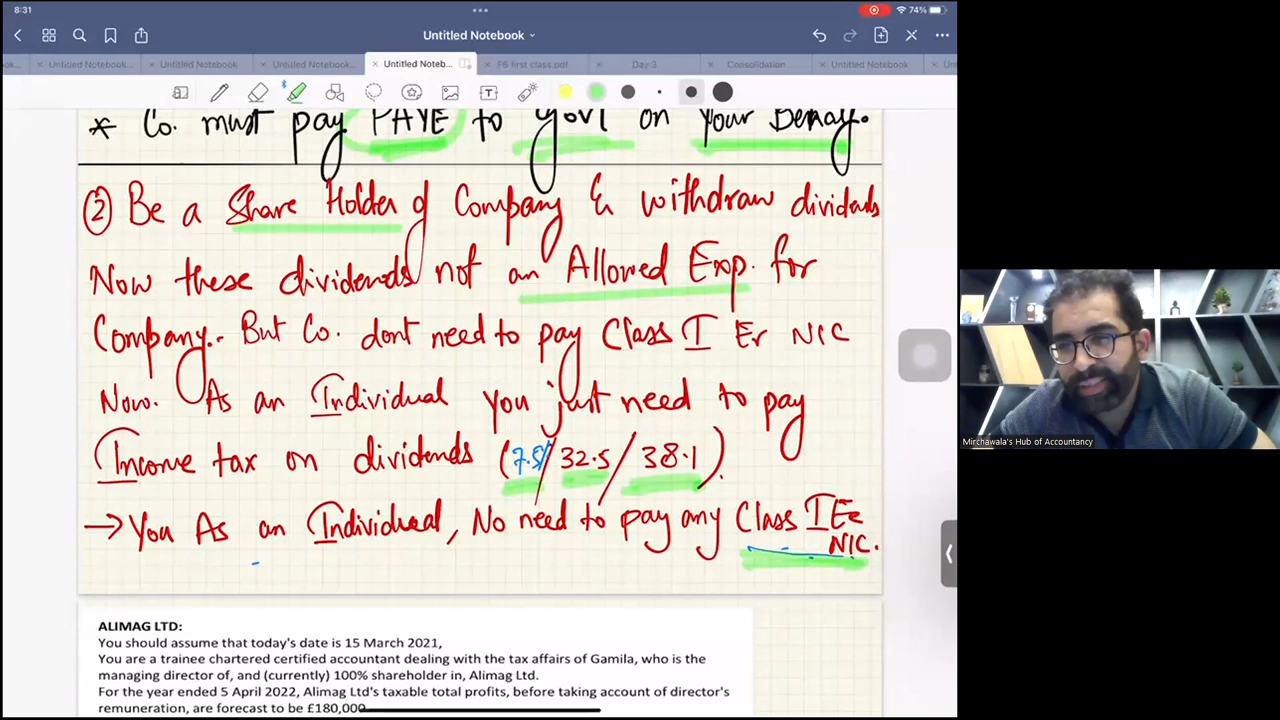 8:31
74%
Untitled Notebook
Untitled Notebook...
Untitled Notebook
Untitled Notebook...
Untitled Noteb...
F6 first class.pdf
Day 3
Consolidation
Untitled Notebook
* Co. must pay PAYE to Govt on your Behalf.
② Be a Share Holder of Company & withdraw dividends
Now these dividends not an Allowed Exp. for
Company.. But Co. dont need to pay Class I Er NIC
Now. As an Individual you just need to pay
Income tax on dividends (7.5/32.5/38.1).
→ You As an Individual, No need to pay any Class I Ee
NIC.
Mirchawala's Hub of Accountancy
ALIMAG LTD:
You should assume that today's date is 15 March 2021,
You are a trainee chartered certified accountant dealing with the tax affairs of Gamila, who is the
managing director of, and (currently) 100% shareholder in, Alimag Ltd.
For the year ended 5 April 2022, Alimag Ltd's taxable total profits, before taking account of director's
remuneration, are forecast to be £180,000